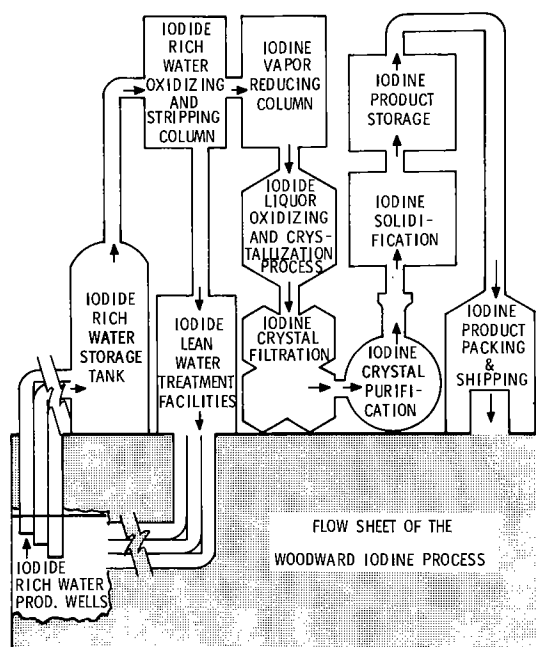 IODIDE
RICH
WATER
OXIDIZING
AND
STRIPPING
COLUMN
IODINE
VAPOR
REDUCING
COLUMN
IODINE
PRODUCT
STORAGE
IODIDE
LIQUOR
OXIDIZING
AND CRYS-
TALLIZATION
PROCESS
IODINE
SOLIDI-
FICATION
IODIDE
RICH
WATER
STORAGE
TANK
IODIDE
LEAN
WATER
TREATMENT
FACILITIES
IODINE
CRYSTAL
FILTRATION
IODINE
CRYSTAL
PURIFI-
CATION
IODINE
PRODUCT
PACKING
&
SHIPPING
IODIDE
RICH WATER
PROD. WELLS
FLOW SHEET OF THE
WOODWARD IODINE PROCESS